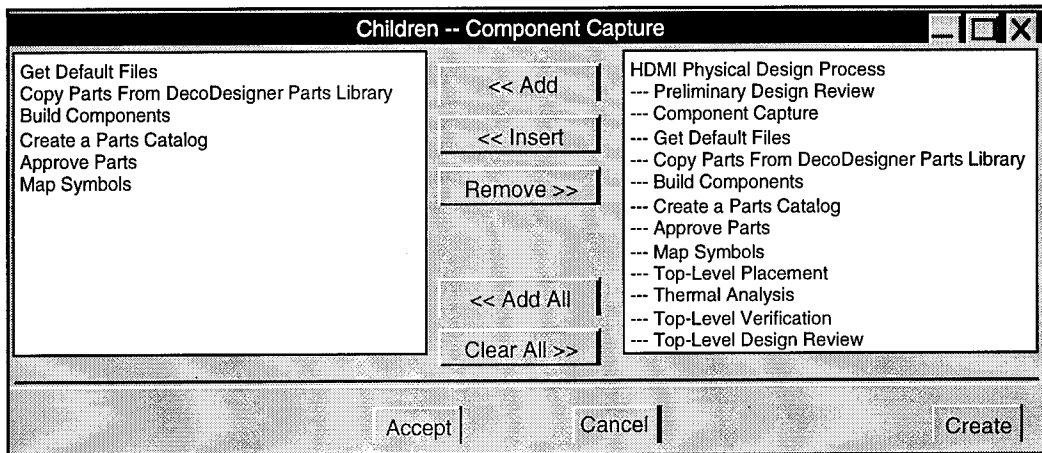 Children -- Component Capture
Get Default Files
Copy Parts From DecoDesigner Parts Library
Build Components
Create a Parts Catalog
Approve Parts
Map Symbols
<< Add
<< Insert
Remove >>
<< Add All
Clear All >>
HDMI Physical Design Process
--- Preliminary Design Review
--- Component Capture
--- Get Default Files
--- Copy Parts From DecoDesigner Parts Library
--- Build Components
--- Create a Parts Catalog
--- Approve Parts
--- Map Symbols
--- Top-Level Placement
--- Thermal Analysis
--- Top-Level Verification
--- Top-Level Design Review
Accept
Cancel
Create